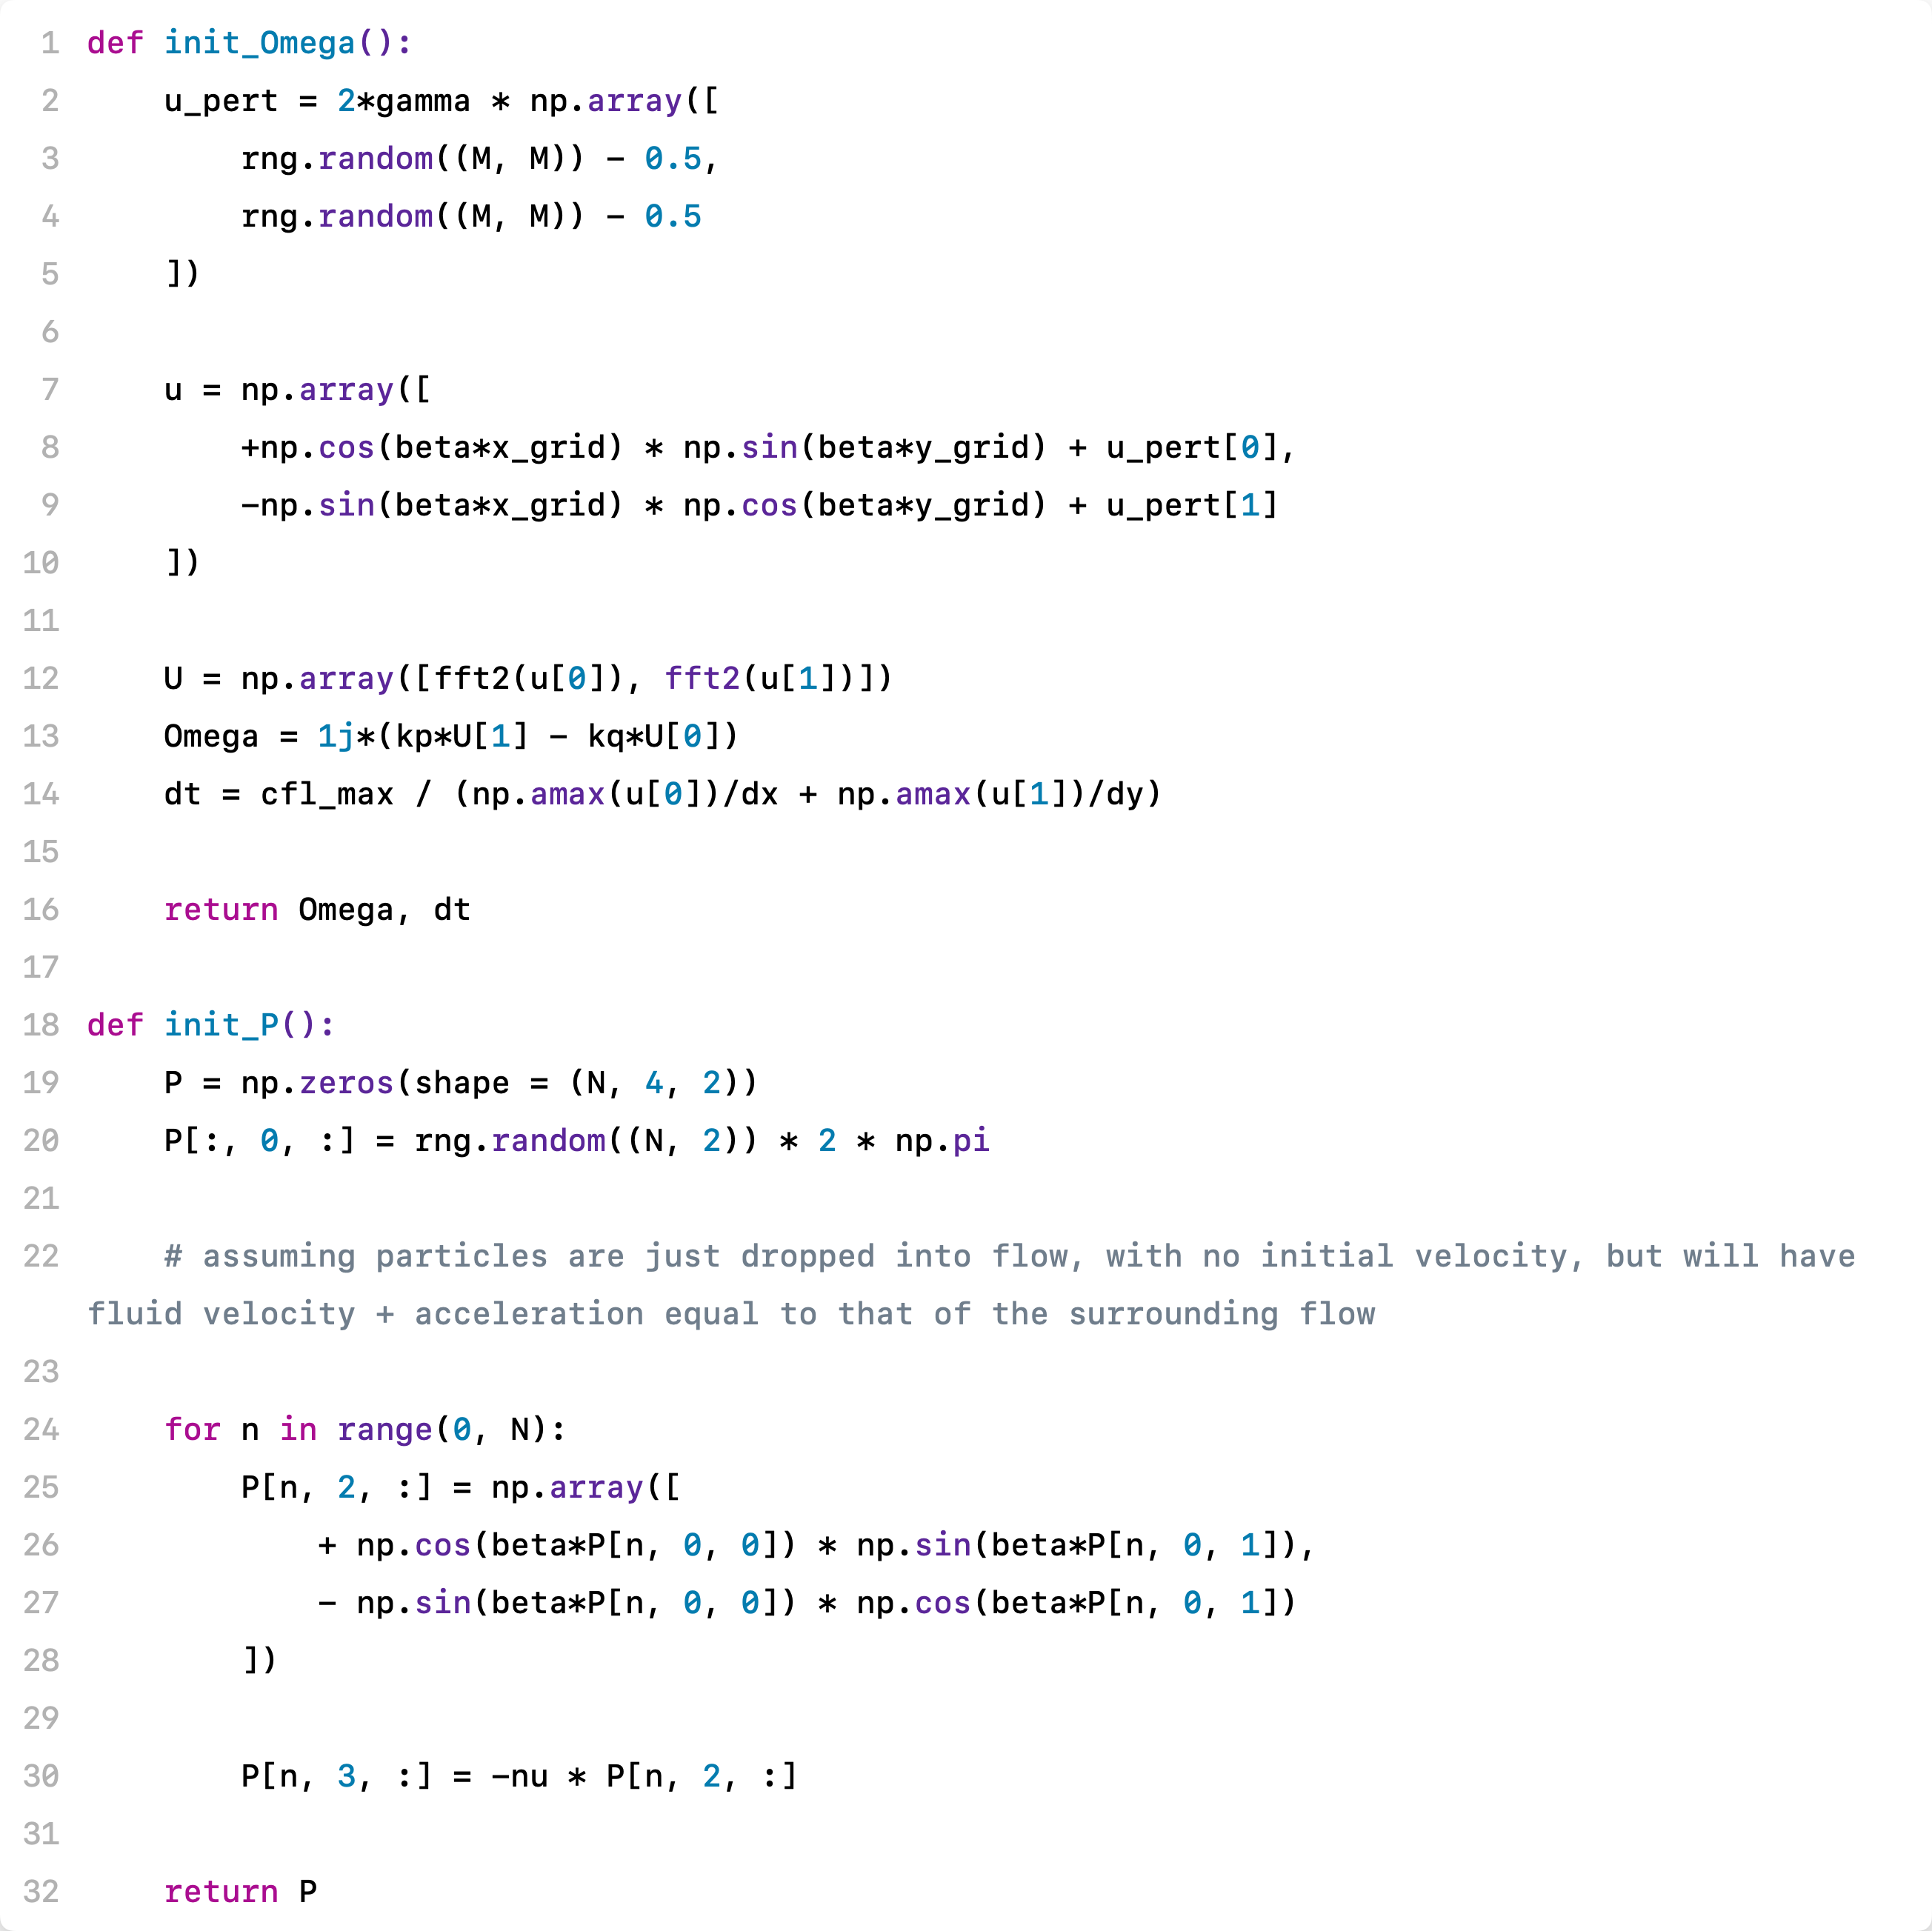 1 def init_Omega():
2     u_pert = 2*gamma * np.array([
3         rng.random((M, M)) - 0.5,
4         rng.random((M, M)) - 0.5
5     ])
6
7     u = np.array([
8         +np.cos(beta*x_grid) * np.sin(beta*y_grid) + u_pert[0],
9         -np.sin(beta*x_grid) * np.cos(beta*y_grid) + u_pert[1]
10     ])
11
12     U = np.array([fft2(u[0]), fft2(u[1])])
13     Omega = 1j*(kp*U[1] - kq*U[0])
14     dt = cfl_max / (np.amax(u[0])/dx + np.amax(u[1])/dy)
15
16     return Omega, dt
17
18 def init_P():
19     P = np.zeros(shape = (N, 4, 2))
20     P[:, 0, :] = rng.random((N, 2)) * 2 * np.pi
21
22     # assuming particles are just dropped into flow, with no initial velocity, but will have
fluid velocity + acceleration equal to that of the surrounding flow
23
24     for n in range(0, N):
25         P[n, 2, :] = np.array([
26             + np.cos(beta*P[n, 0, 0]) * np.sin(beta*P[n, 0, 1]),
27             - np.sin(beta*P[n, 0, 0]) * np.cos(beta*P[n, 0, 1])
28         ])
29
30         P[n, 3, :] = -nu * P[n, 2, :]
31
32     return P